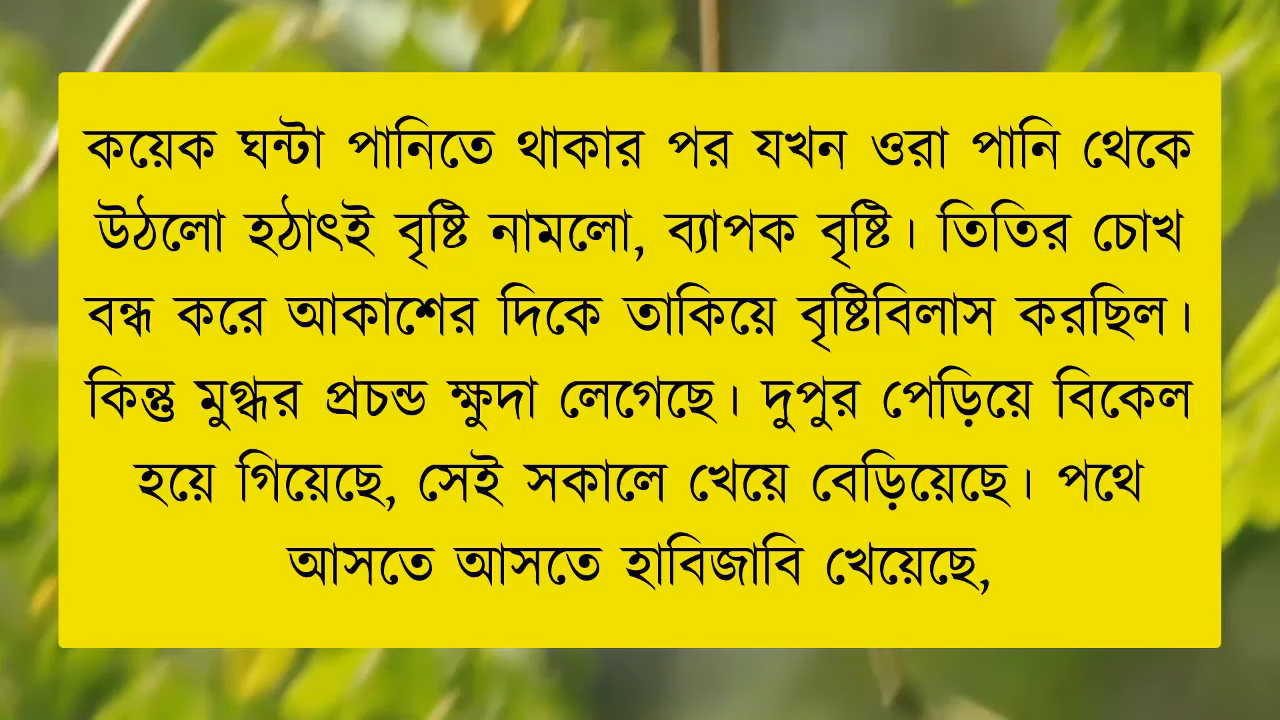 কয়েক ঘন্টা পানিতে থাকার পর যখন ওরা পানি থেকে
উঠলো হঠাৎই বৃষ্টি নামলো, ব্যাপক বৃষ্টি। তিতির চোখ
বন্ধ করে আকাশের দিকে তাকিয়ে বৃষ্টিবিলাস করছিল।
কিন্তু মুগ্ধর প্রচন্ড ক্ষুদা লেগেছে। দুপুর পেড়িয়ে বিকেল
হয়ে গিয়েছে, সেই সকালে খেয়ে বেড়িয়েছে। পথে
আসতে আসতে হাবিজাবি খেয়েছে,